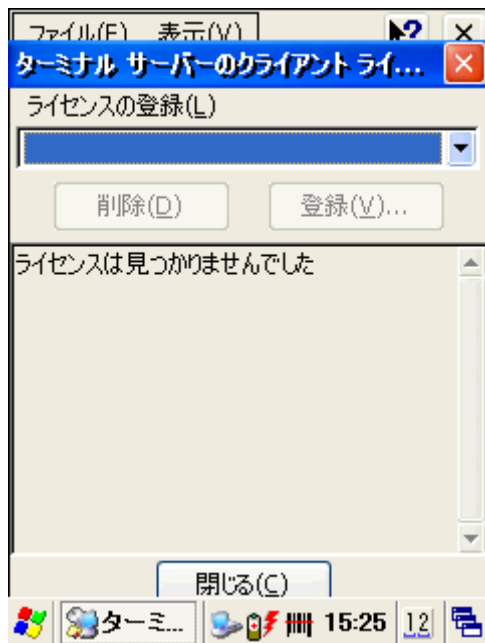 ファイル(F) 表示(V)
ターミナル サーバーのクライアント ライ...
ライセンスの登録(L)
削除(D) 登録(V)...
ライセンスは見つかりませんでした
閉じる(C)
ターミ... 15:25 12